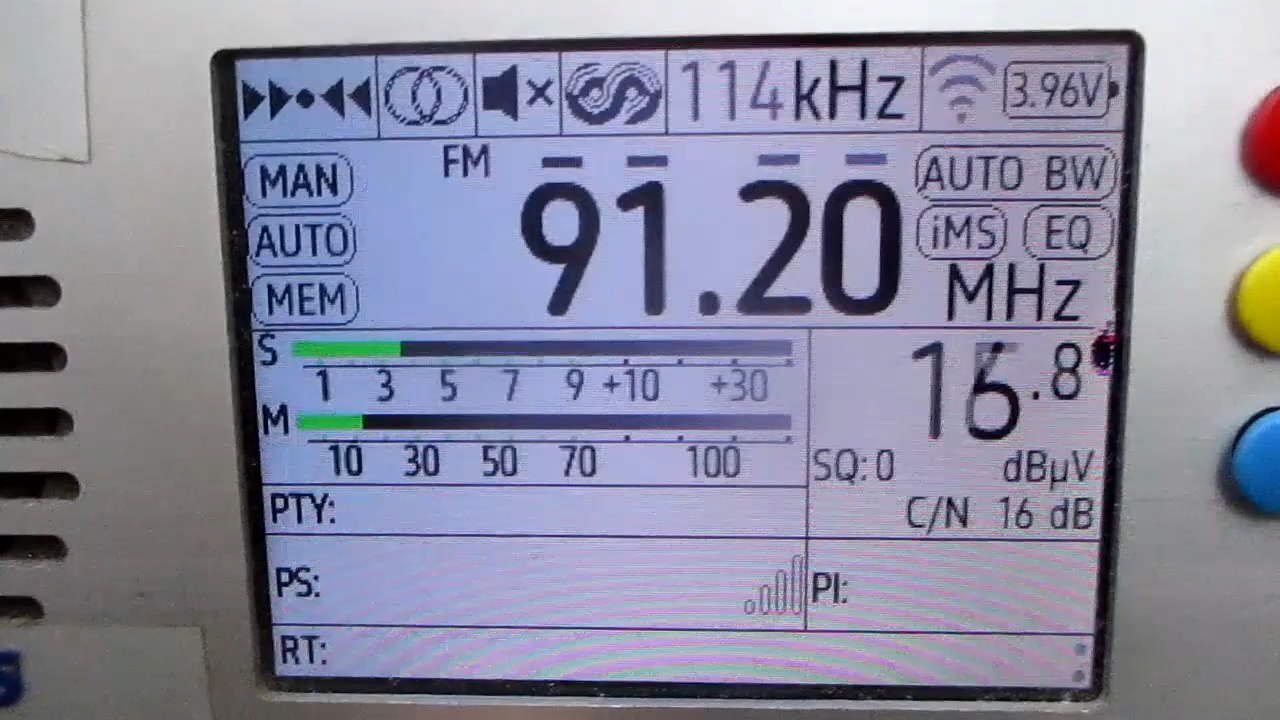 114kHz 3.96V
MAN FM 91.20 MHz AUTO BW
AUTO iMS EQ
MEM
S
1 3 5 7 9 +10 +30
M
10 30 50 70 100
16.8
SQ: 0 dBµV
C/N 16 dB
PTY:
PS: PI:
RT: